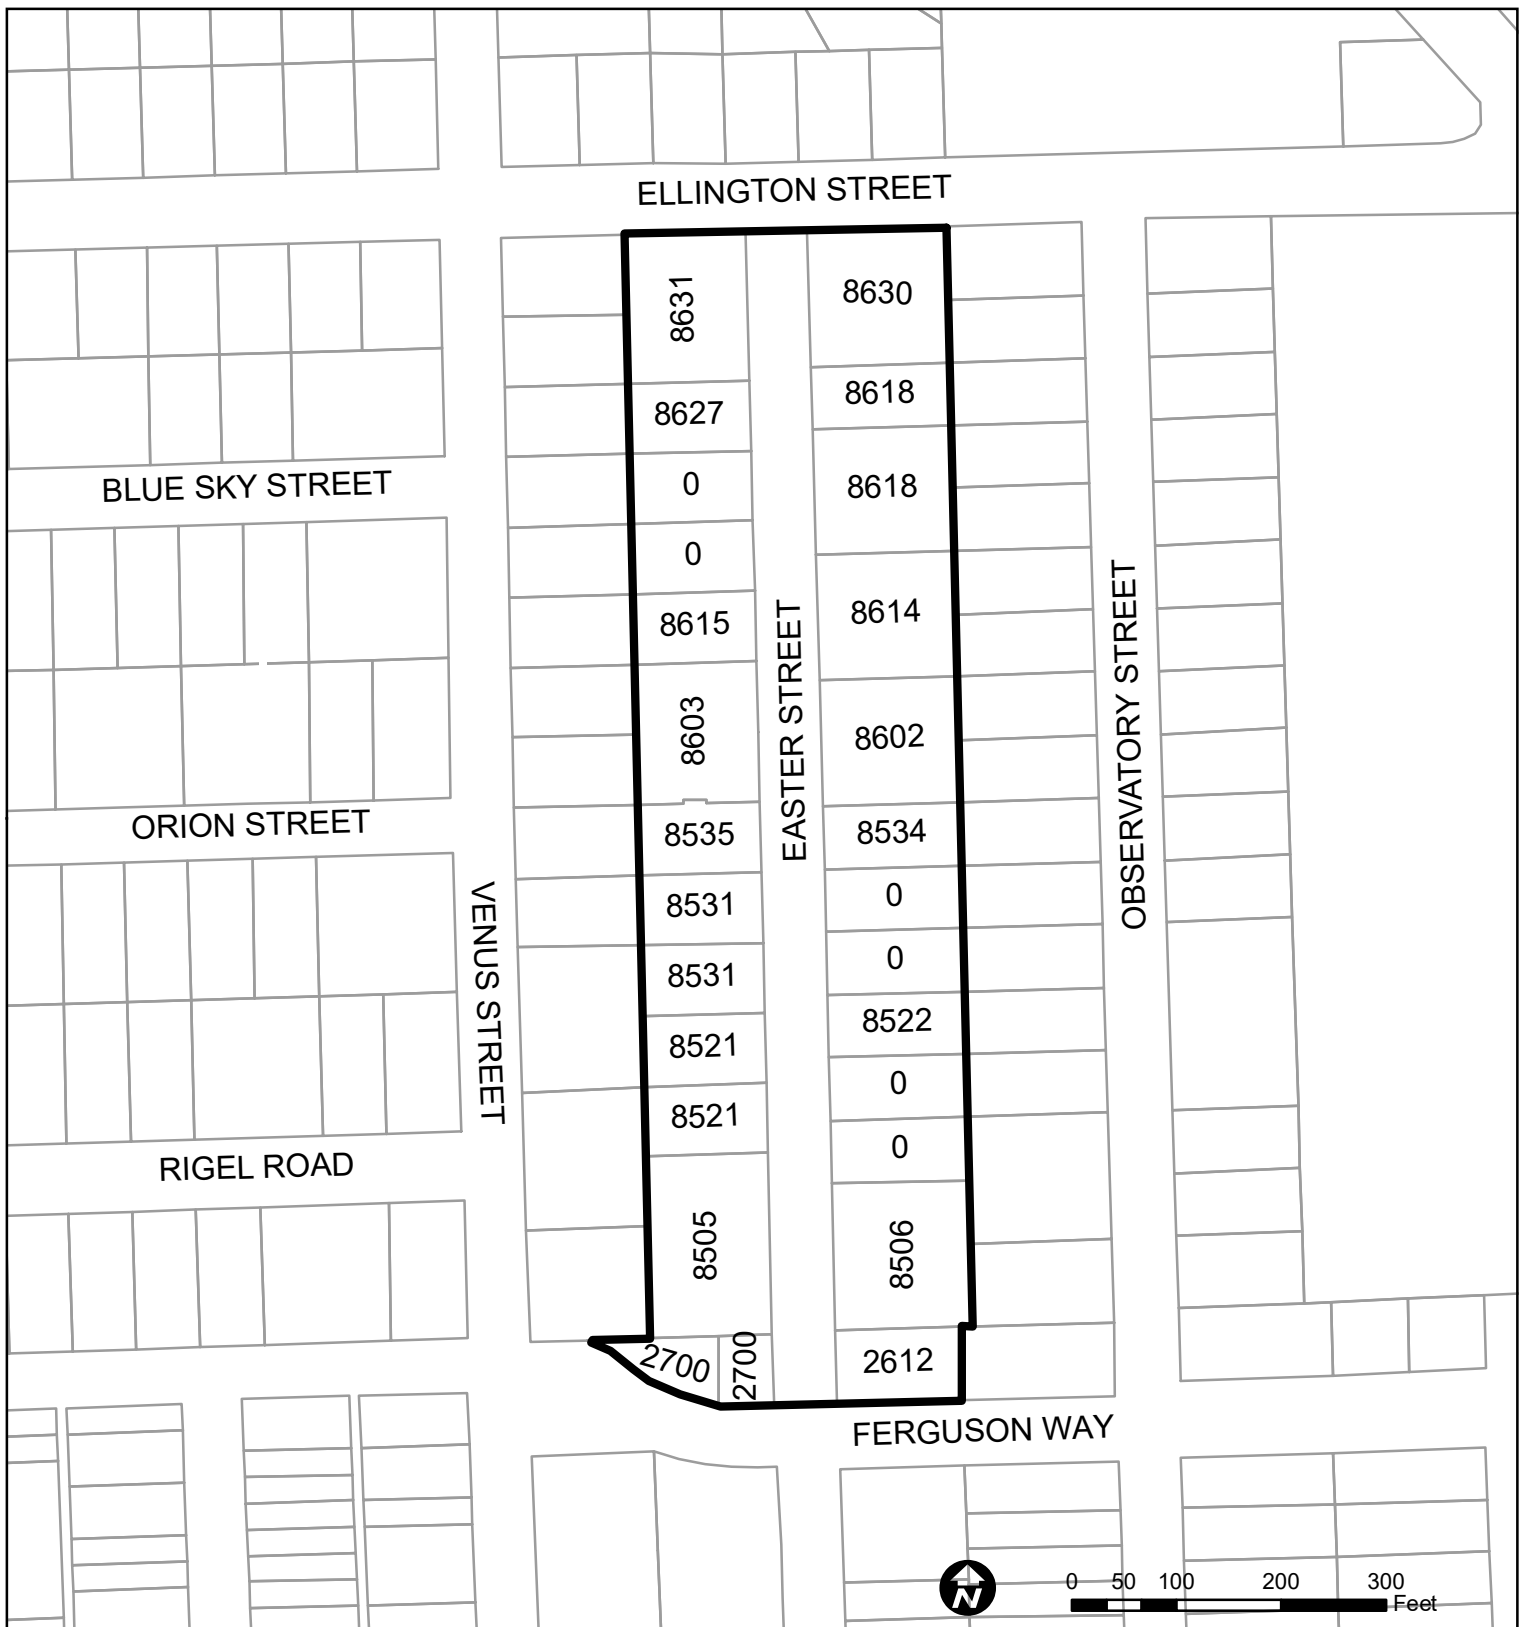 ELLINGTON STREET
8631
8630
8627
8618
0
8618
BLUE SKY STREET
0
8615
8614
8603
8602
EASTER STREET
OBSERVATORY STREET
ORION STREET
8535
8534
8531
0
VENUS STREET
8531
0
8521
8522
8521
0
0
RIGEL ROAD
8505
8506
2700
2700
2612
FERGUSON WAY
N
0 50 100 200 300
Feet